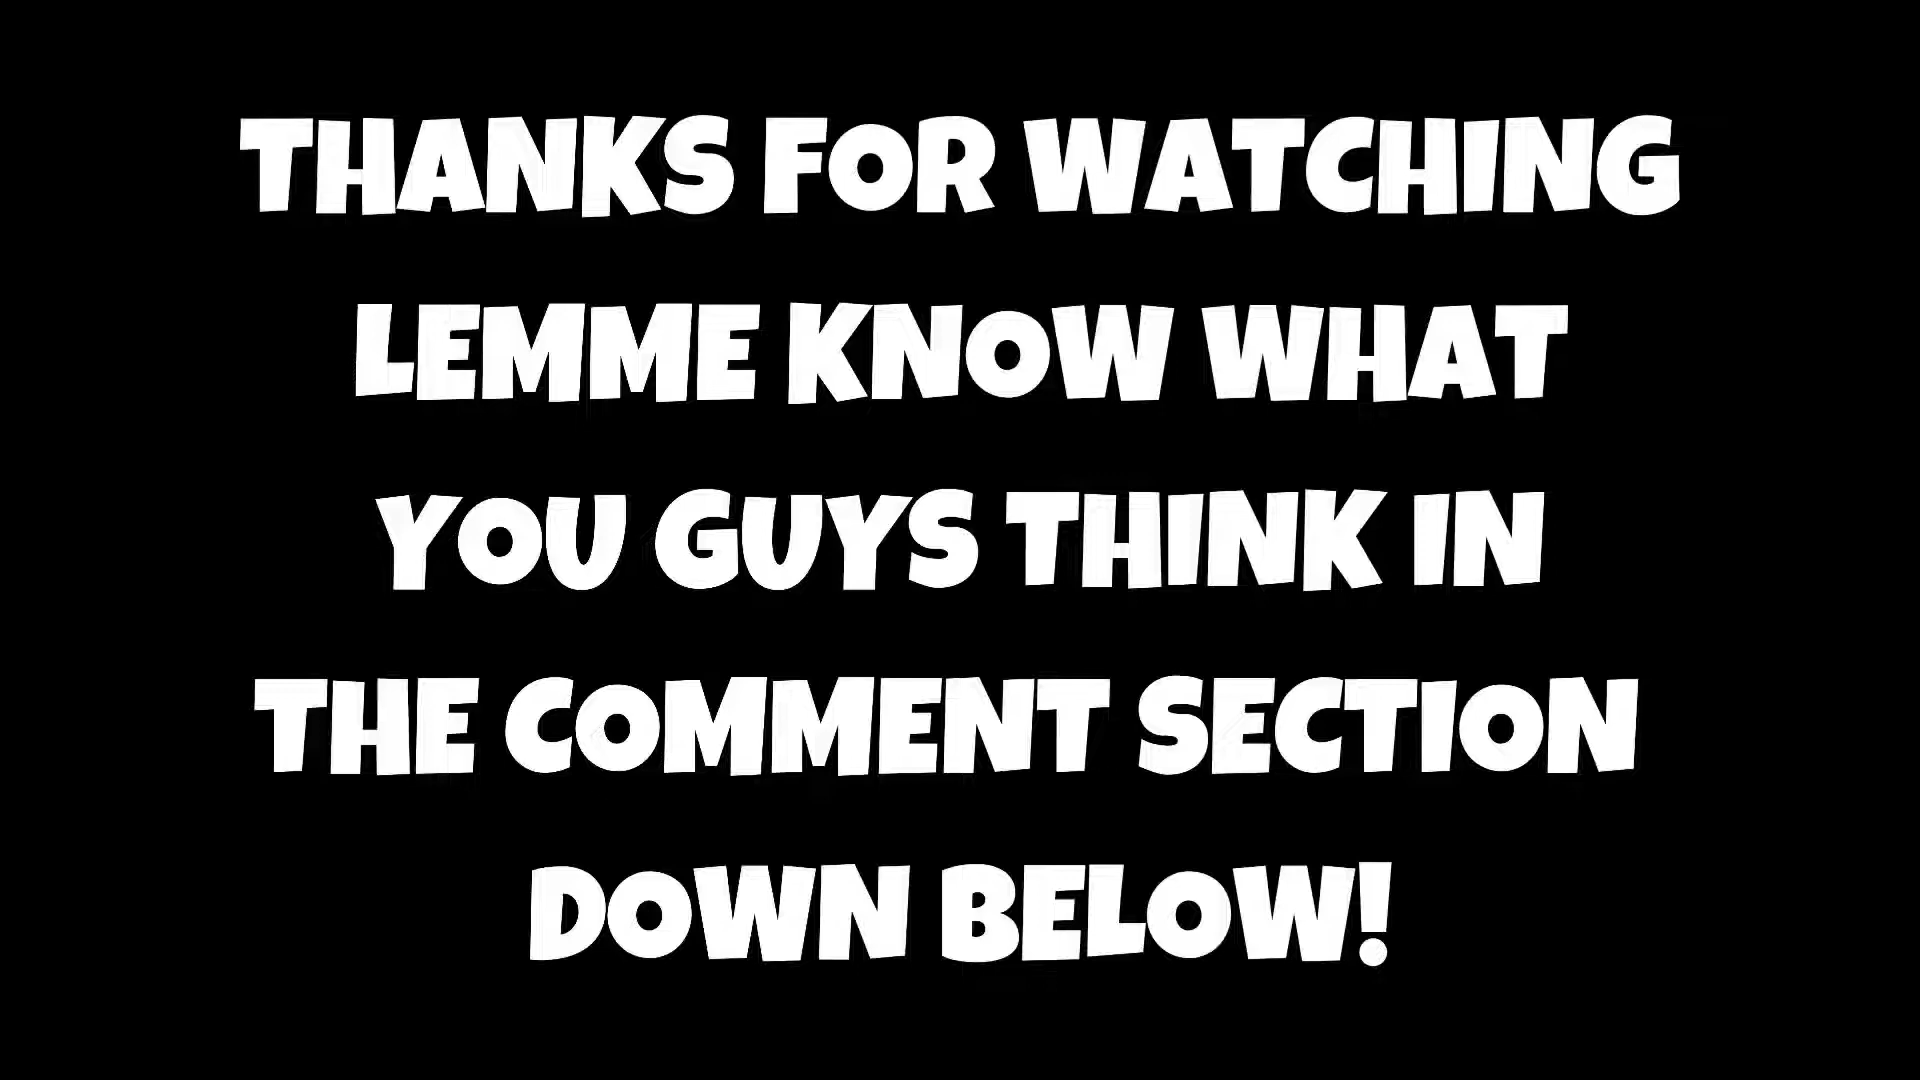 THANKS FOR WATCHING
LEMME KNOW WHAT
YOU GUYS THINK IN
THE COMMENT SECTION
DOWN BELOW!